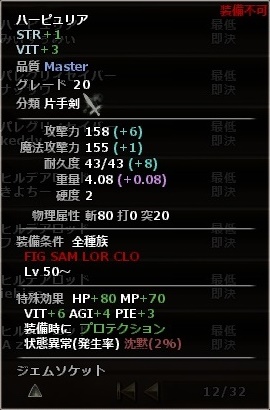 装備不可
ハーピュリア
STR+1
VIT+3
品質 Master
グレード 20
分類 片手剣
攻撃力 158 (+6)
魔法攻撃力 155 (+1)
耐久度 43/43 (+8)
重量 4.08 (+0.08)
硬度 2
物理属性 斬80 打0 突20
装備条件 全種族
FIG SAM LOR CLO
Lv 50～
特殊効果 HP+80 MP+70
VIT+6 AGI+4 PIE+3
装備時に プロテクション
状態異常(発生率) 沈黙(2%)
ジェムソケット
12/32